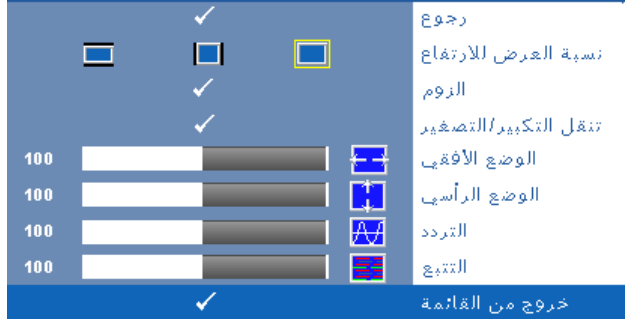 رجوع
نسبة العرض للارتفاع
الزوم
تنقل التكبير/التصغير
الوضع الأفقي 100
الوضع الرأسي 100
التردد 100
التتبع 100
خروج من القائمة